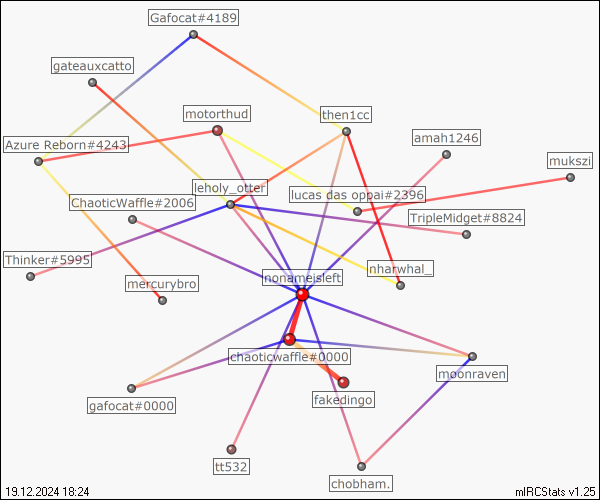 Gafocat#4189
gateauxcatto
motorthud
then1cc
amah1246
Azure Reborn#4243
mukszi
leholy_otter
lucas das oppai#2396
ChaoticWaffle#2006
TripleMidget#8824
Thinker#5995
nharwhal_
nonameisleft
mercurybro
chaoticwaffle#0000
moonraven
fakedingo
gafocat#0000
tt532
chobham.
19.12.2024 18:24
mIRCStats v1.25